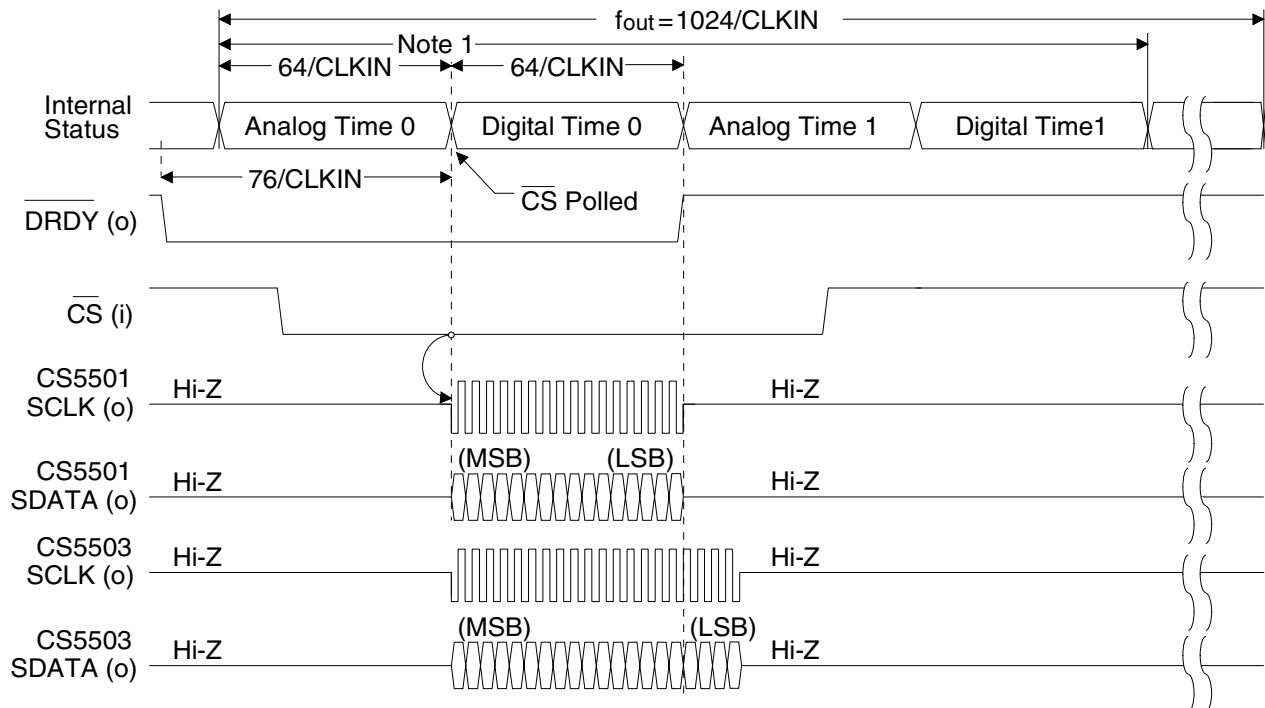 fout=1024/CLKIN
Note 1
64/CLKIN 64/CLKIN
Internal
Status
Analog Time 0 Digital Time 0 Analog Time 1 Digital Time1
76/CLKIN
CS Polled
DRDY (o)
CS (i)
CS5501
SCLK (o)
Hi-Z Hi-Z
(MSB) (LSB)
CS5501
SDATA (o)
Hi-Z Hi-Z
CS5503
SCLK (o)
Hi-Z Hi-Z
(MSB) (LSB)
CS5503
SDATA (o)
Hi-Z Hi-Z